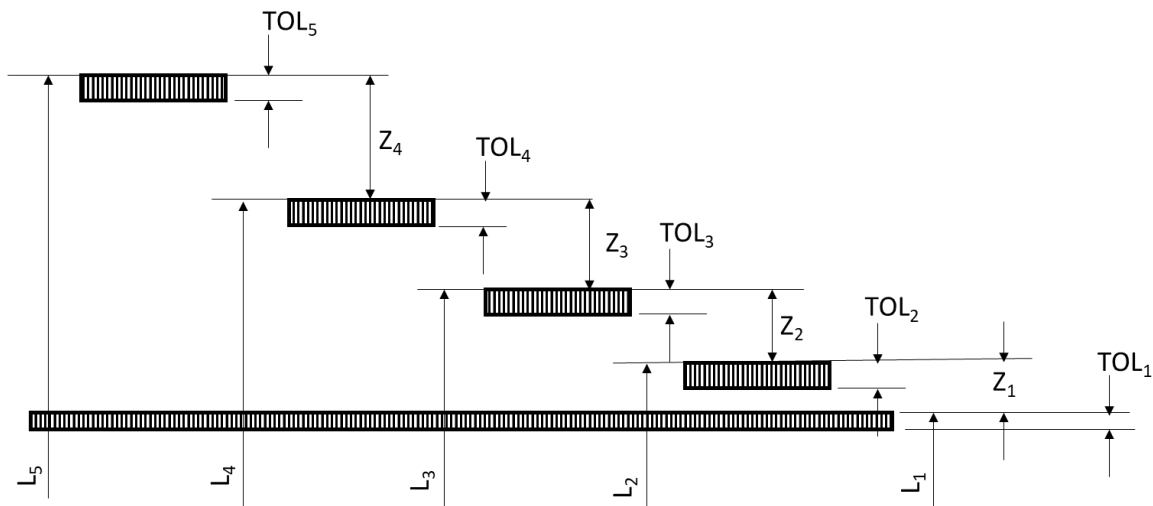 TOL₅
Z₄
TOL₄
Z₃
TOL₃
Z₂
TOL₂
Z₁
TOL₁
L₅
L₄
L₃
L₂
L₁